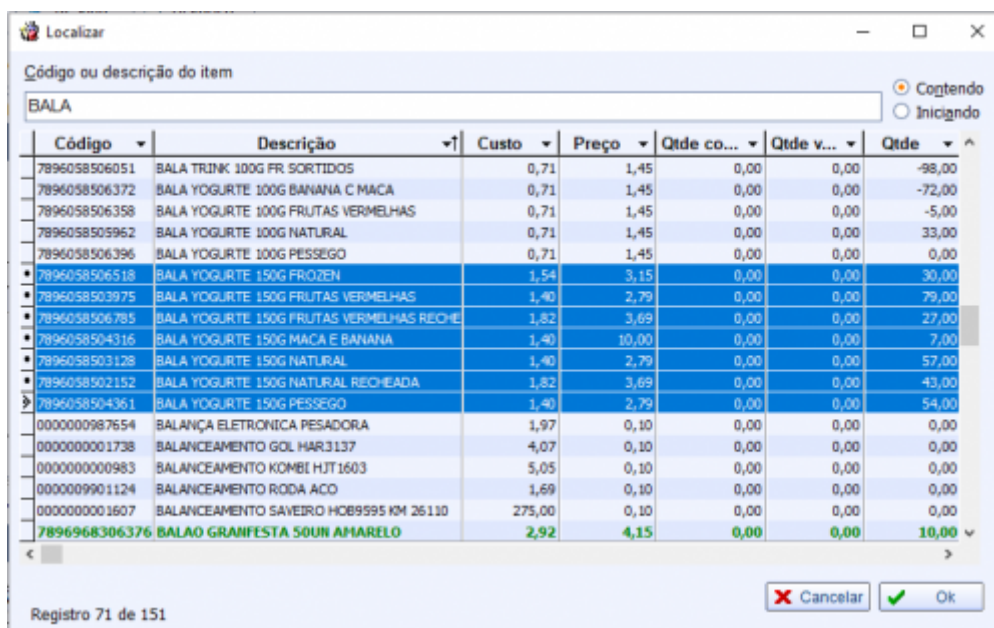 Localizar
Código ou descrição do item
BALA
Contendo
Iniciando
Código Descrição Custo Preço Qtde co... Qtde v... Qtde
7896058506051 BALA TRINK 100G FR SORTIDOS 0,71 1,45 0,00 0,00 -98,00
7896058506372 BALA YOGURTE 100G BANANA C MACA 0,71 1,45 0,00 0,00 -72,00
7896058506358 BALA YOGURTE 100G FRUTAS VERMELHAS 0,71 1,45 0,00 0,00 -5,00
7896058505962 BALA YOGURTE 100G NATURAL 0,71 1,45 0,00 0,00 33,00
7896058506396 BALA YOGURTE 100G PESSEGO 0,71 1,45 0,00 0,00 0,00
7896058506518 BALA YOGURTE 150G FROZEN 1,54 3,15 0,00 0,00 30,00
7896058503975 BALA YOGURTE 150G FRUTAS VERMELHAS 1,40 2,79 0,00 0,00 79,00
7896058506785 BALA YOGURTE 150G FRUTAS VERMELHAS RECHE 1,82 3,69 0,00 0,00 27,00
7896058504316 BALA YOGURTE 150G MACA E BANANA 1,40 10,00 0,00 0,00 7,00
7896058503128 BALA YOGURTE 150G NATURAL 1,40 2,79 0,00 0,00 57,00
7896058502152 BALA YOGURTE 150G NATURAL RECHEADA 1,82 3,69 0,00 0,00 43,00
7896058504361 BALA YOGURTE 150G PESSEGO 1,40 2,79 0,00 0,00 54,00
0000000987654 BALANÇA ELETRONICA PESADORA 1,97 0,10 0,00 0,00 0,00
0000000001738 BALANCEAMENTO GOL HAR3137 4,07 0,10 0,00 0,00 0,00
0000000000983 BALANCEAMENTO KOMBI HJT1603 5,05 0,10 0,00 0,00 0,00
0000009901124 BALANCEAMENTO RODA ACO 1,69 0,10 0,00 0,00 0,00
0000000001607 BALANCEAMENTO SAVEIRO HOB9595 KM 26110 275,00 0,10 0,00 0,00 0,00
7896968306376 BALAO GRANFESTA 50UN AMARELO 2,92 4,15 0,00 0,00 10,00
Cancelar Ok
Registro 71 de 151